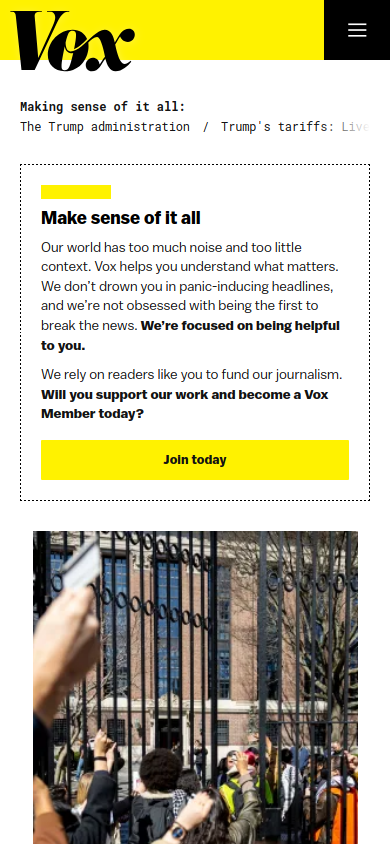 Vox
Making sense of it all:
The Trump administration / Trump's tariffs: Live
Make sense of it all
Our world has too much noise and too little
context. Vox helps you understand what matters.
We don't drown you in panic-inducing headlines,
and we're not obsessed with being the first to
break the news. We're focused on being helpful
to you.
We rely on readers like you to fund our journalism.
Will you support our work and become a Vox
Member today?
Join today